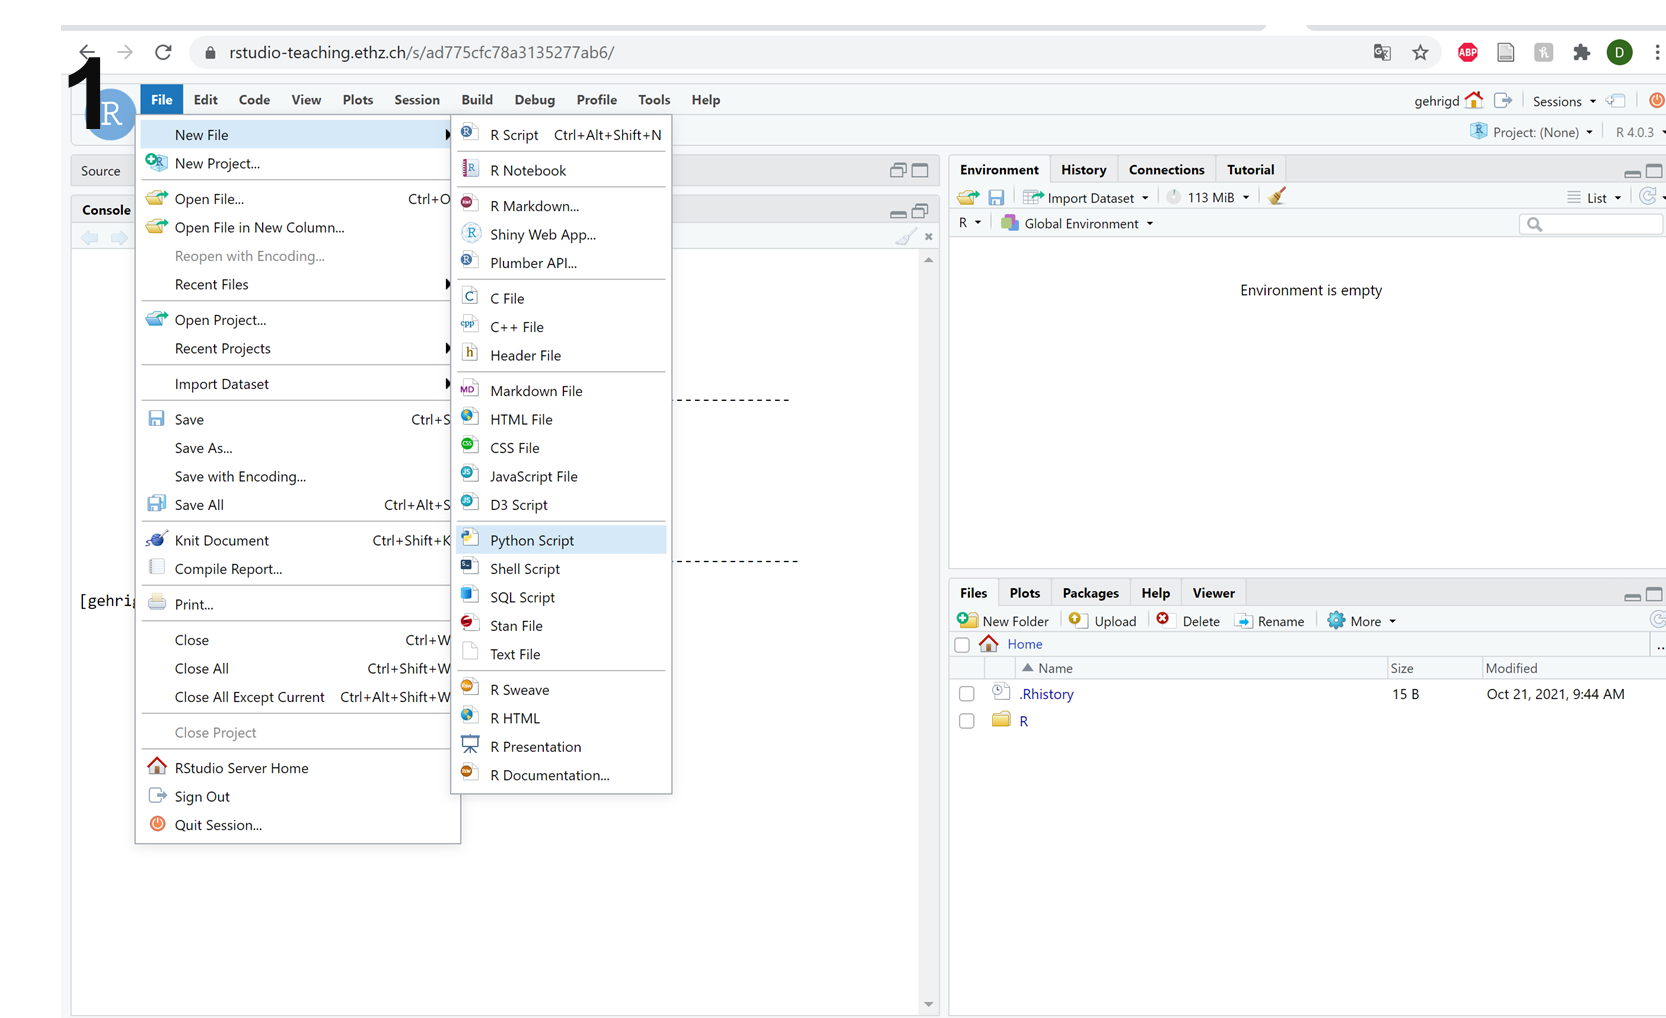 1
rstudio-teaching.ethz.ch/s/ad775cfc78a3135277ab6/
ABP
D
R
File Edit Code View Plots Session Build Debug Profile Tools Help
gehrigd Sessions
Project: (None) R 4.0.3
New File
New Project...
Open File... Ctrl+O
Open File in New Column...
Reopen with Encoding...
Recent Files
Open Project...
Recent Projects
Import Dataset
Save Ctrl+S
Save As...
Save with Encoding...
Save All Ctrl+Alt+S
Knit Document Ctrl+Shift+K
Compile Report...
Print...
Close Ctrl+W
Close All Ctrl+Shift+W
Close All Except Current Ctrl+Alt+Shift+W
Close Project
RStudio Server Home
Sign Out
Quit Session...
R Script Ctrl+Alt+Shift+N
R Notebook
R Markdown...
Shiny Web App...
Plumber API...
C File
C++ File
Header File
Markdown File
HTML File
CSS File
JavaScript File
D3 Script
Python Script
Shell Script
SQL Script
Stan File
Text File
R Sweave
R HTML
R Presentation
R Documentation...
Source
Console
[gehrig
Environment History Connections Tutorial
Import Dataset 113 MiB List
R Global Environment
Environment is empty
Files Plots Packages Help Viewer
New Folder Upload Delete Rename More
Home ..
Name Size Modified
.Rhistory 15 B Oct 21, 2021, 9:44 AM
R